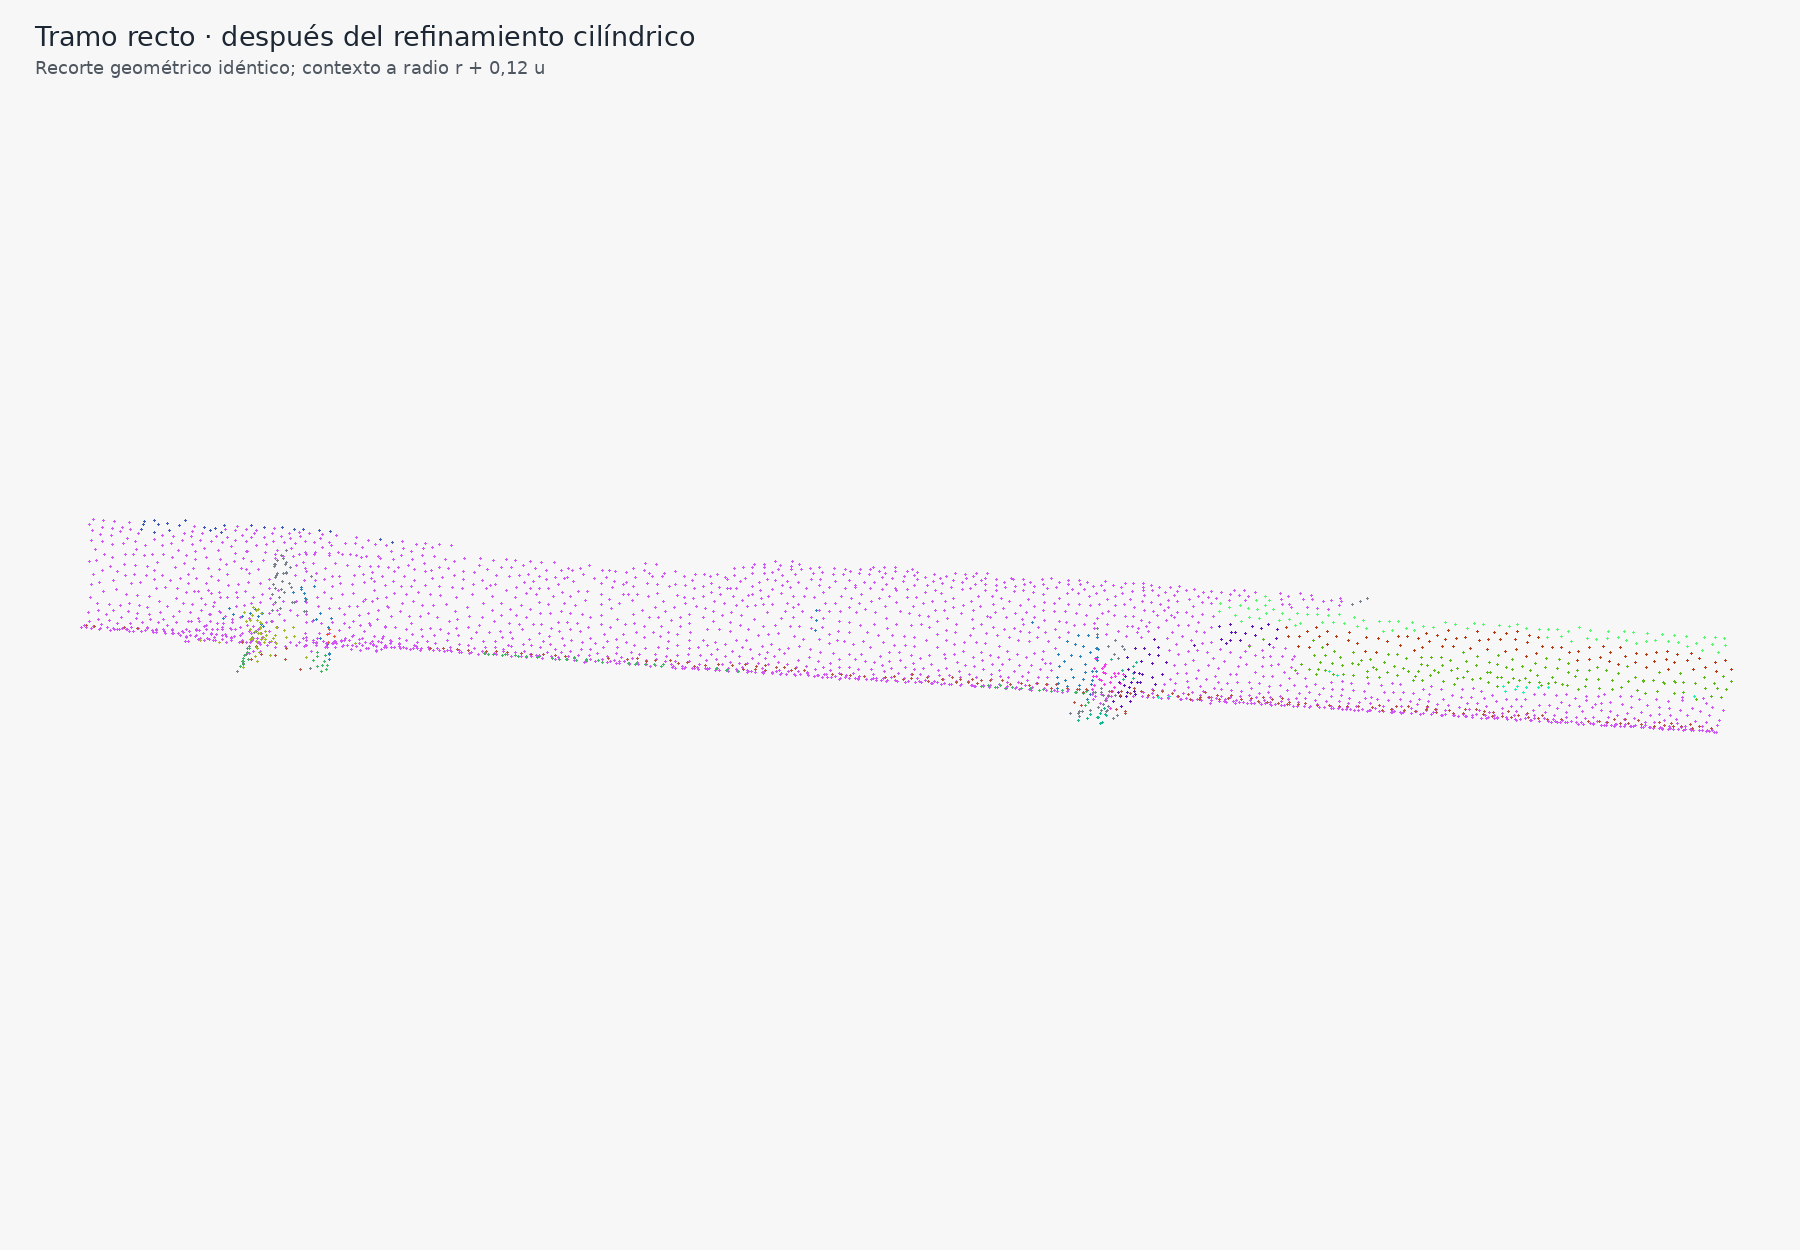 Tramo recto · después del refinamiento cilíndrico
Recorte geométrico idéntico; contexto a radio r + 0,12 u